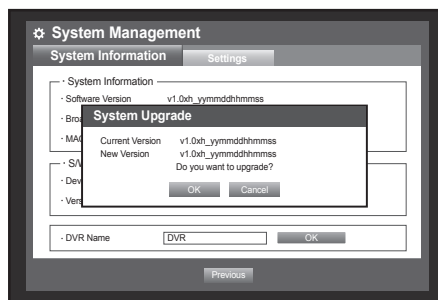 System Management
System Information Settings
· System Information
· Software Version v1.0xh_yymmddhhmmss
· Broa
· MAC
System Upgrade
Current Version v1.0xh_yymmddhhmmss
New Version v1.0xh_yymmddhhmmss
Do you want to upgrade?
OK Cancel
· S/W
· Dev
· Vers
· DVR Name DVR OK
Previous